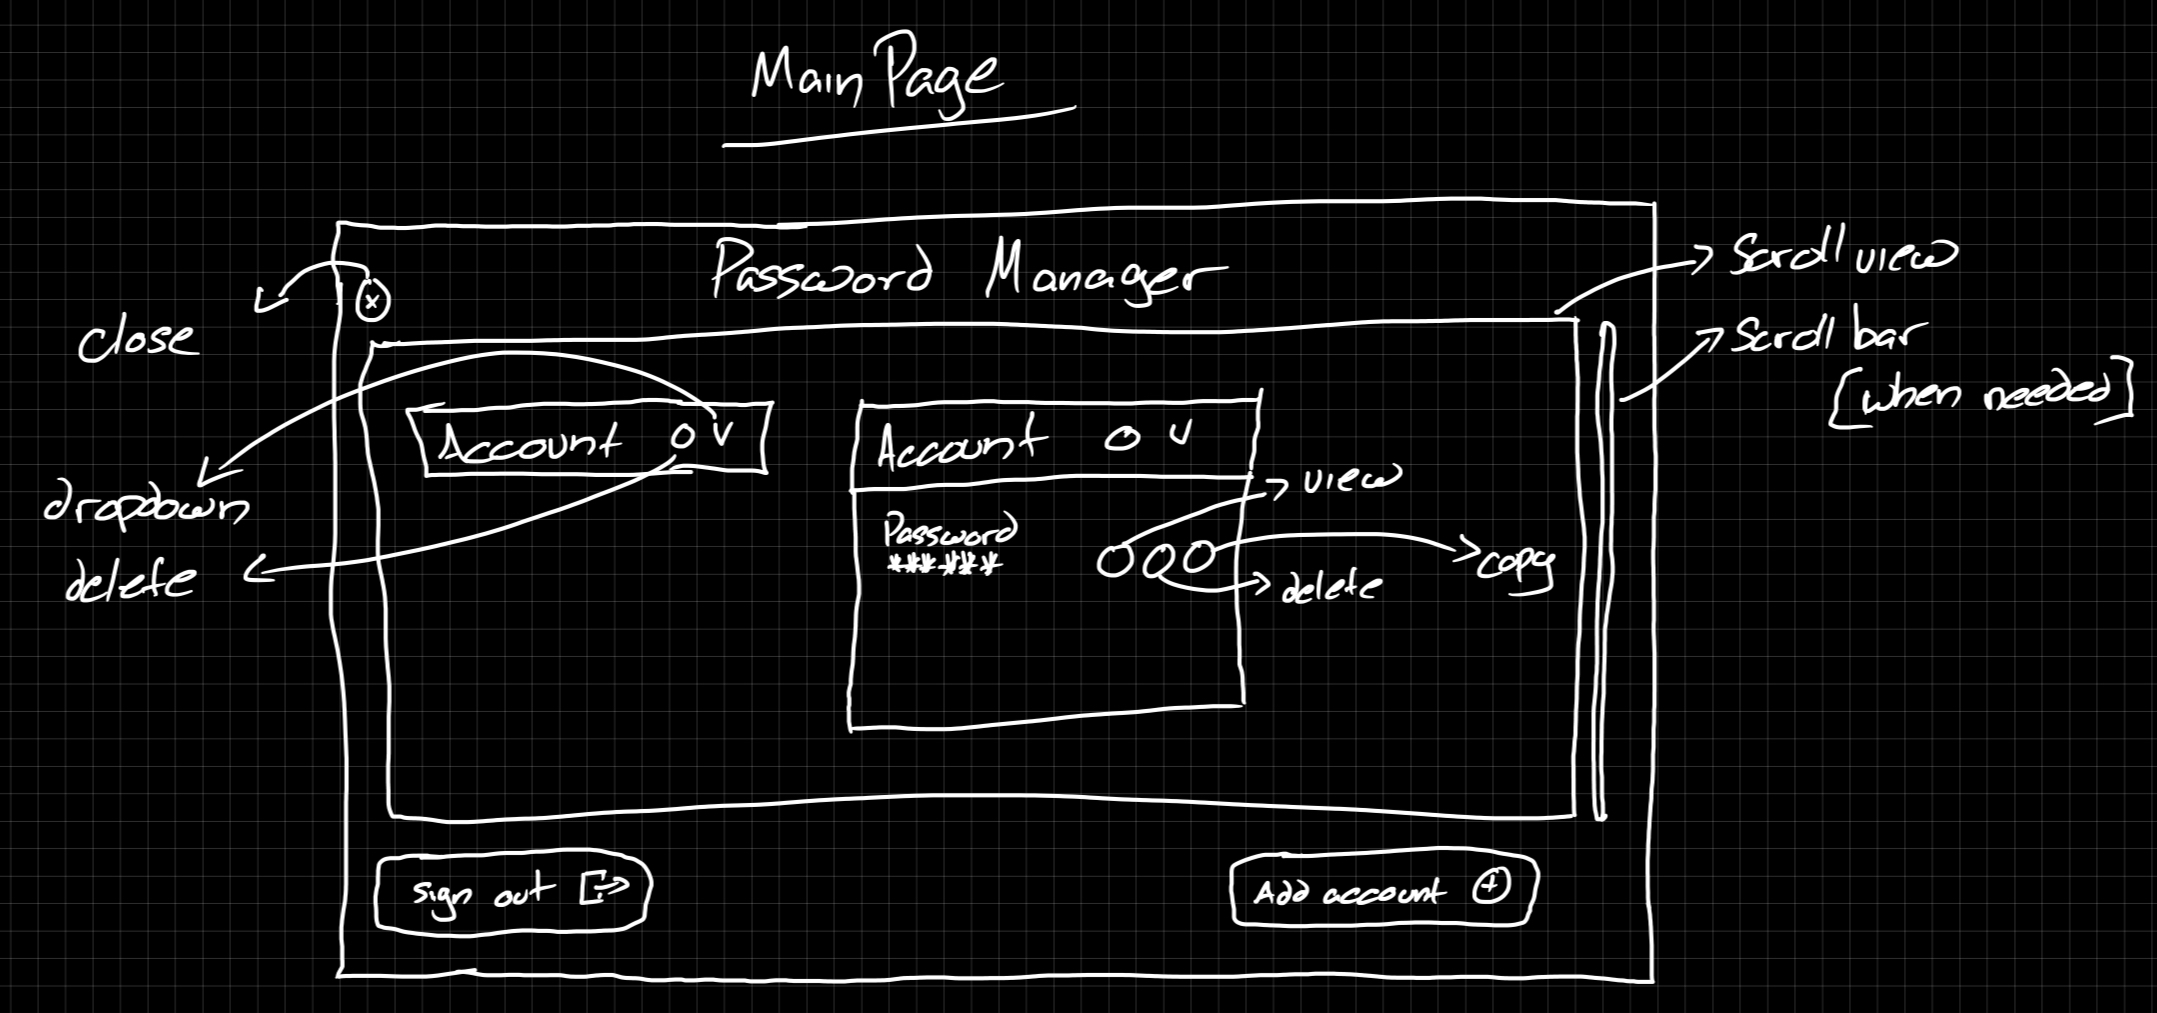 Main Page
Password Manager
close
Scroll view
Scroll bar
[when needed]
Account
Account
dropdown
view
Password
******
copy
delete
delete
sign out
Add account